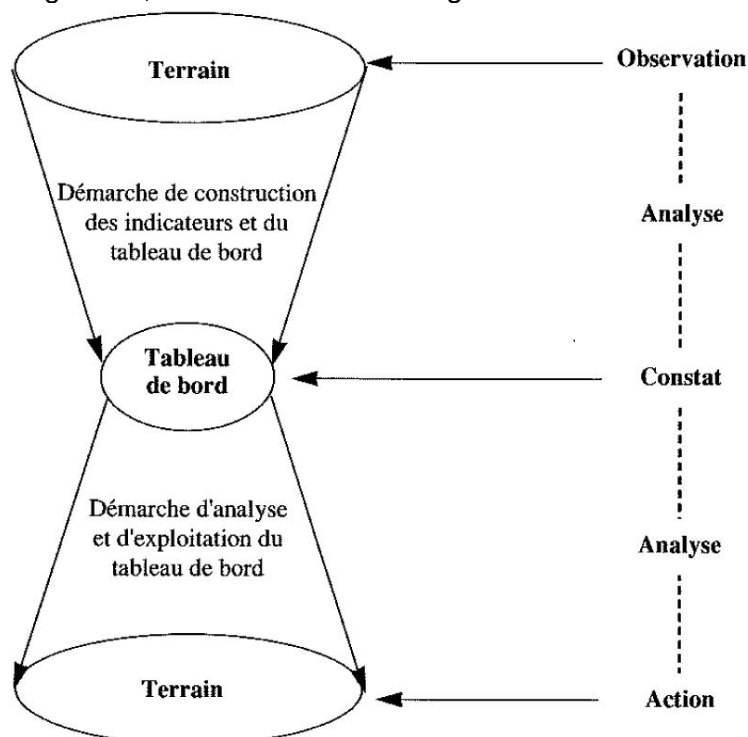 Terrain
Observation
Démarche de construction
des indicateurs et du
tableau de bord
Analyse
Tableau
de bord
Constat
Démarche d'analyse
et d'exploitation du
tableau de bord
Analyse
Terrain
Action